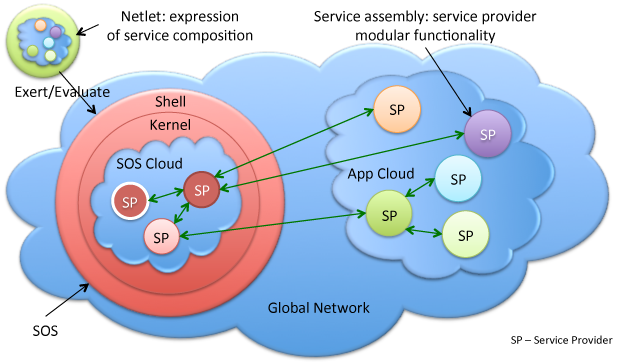 Netlet: expression
of service composition
Service assembly: service provider
modular functionality
Exert/Evaluate
Shell
Kernel
SOS Cloud
SP
SP
SP
App Cloud
SP
SP
SP
SP
SP
Global Network
SOS
SP – Service Provider